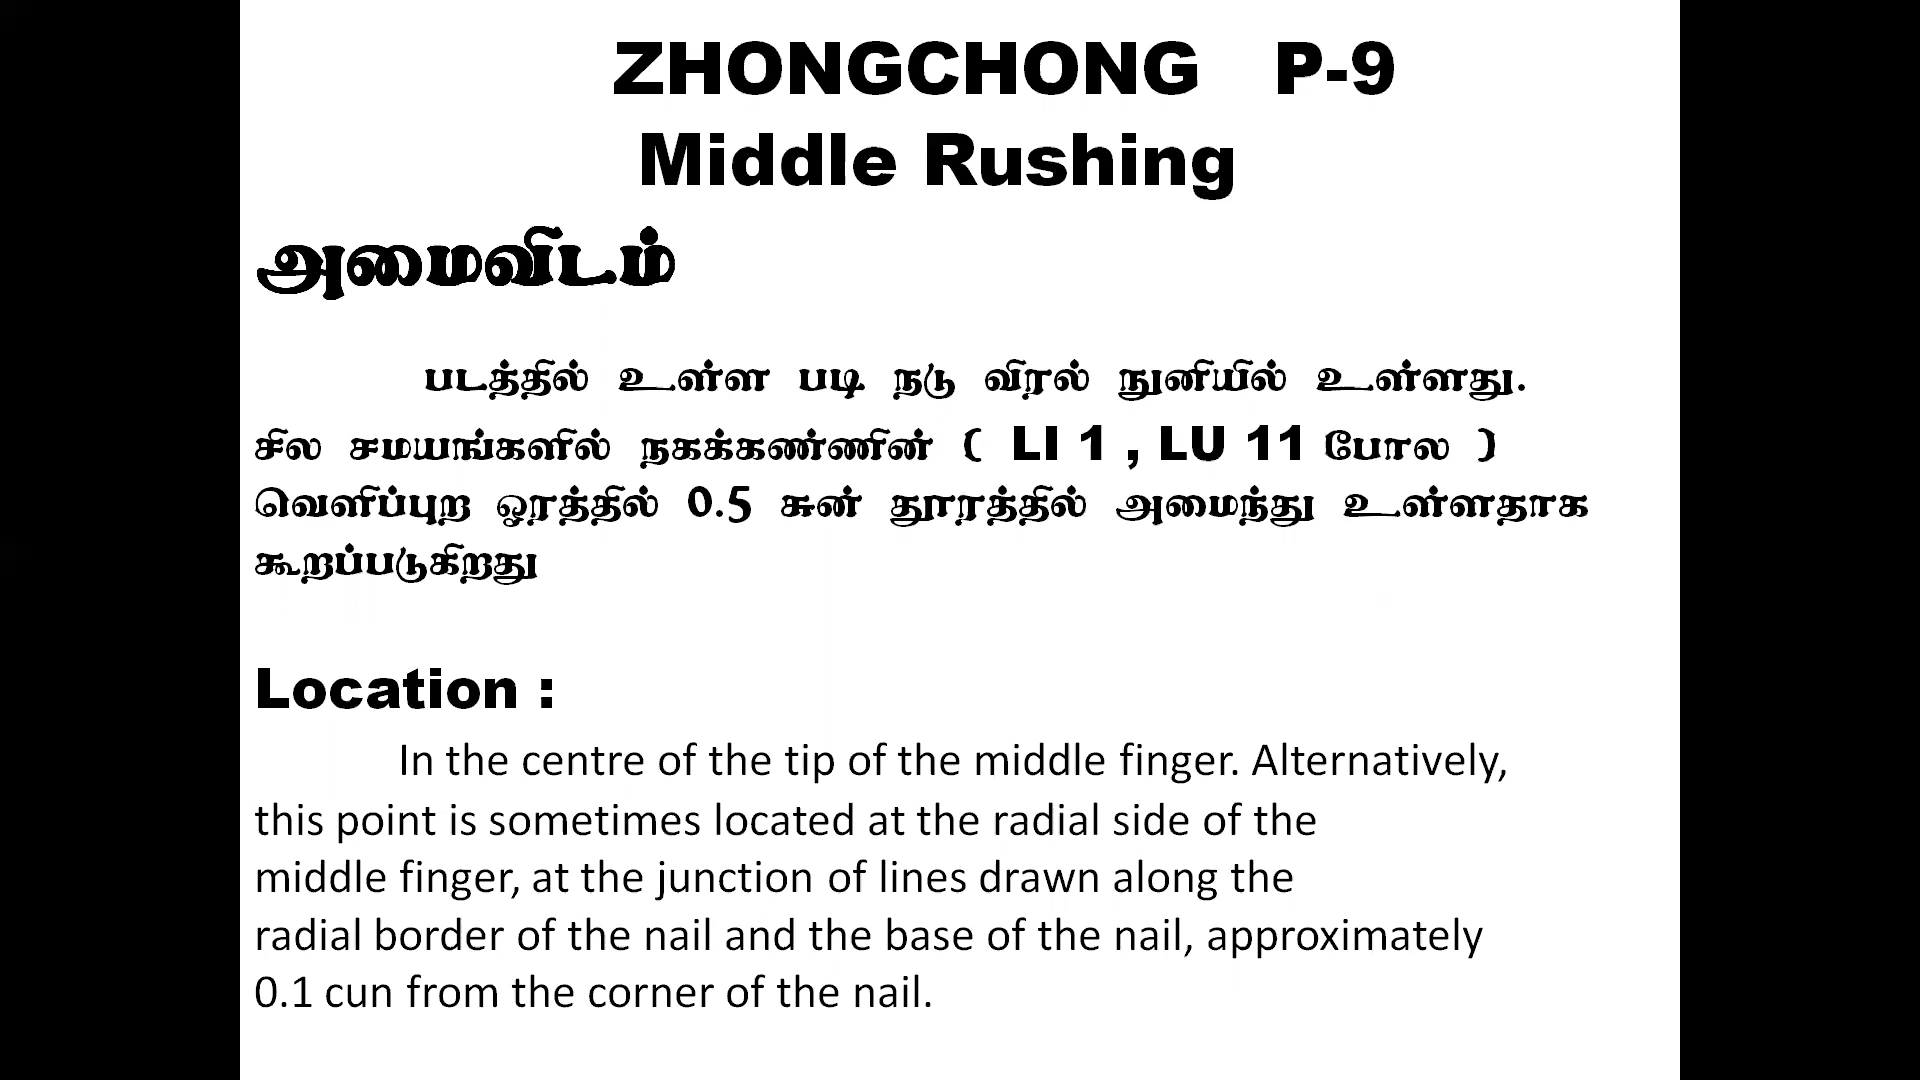 ZHONGCHONG P-9
Middle Rushing
அமைவிடம்
படத்தில் உள்ள படி நடு விரல் நுனியில் உள்ளது.
சில சமயங்களில் நகக்கண்ணின் ( LI 1 , LU 11 போல )
வெளிப்புற ஓரத்தில் 0.5 சுன் தூரத்தில் அமைந்து உள்ளதாக
கூறப்படுகிறது
Location :
In the centre of the tip of the middle finger. Alternatively,
this point is sometimes located at the radial side of the
middle finger, at the junction of lines drawn along the
radial border of the nail and the base of the nail, approximately
0.1 cun from the corner of the nail.